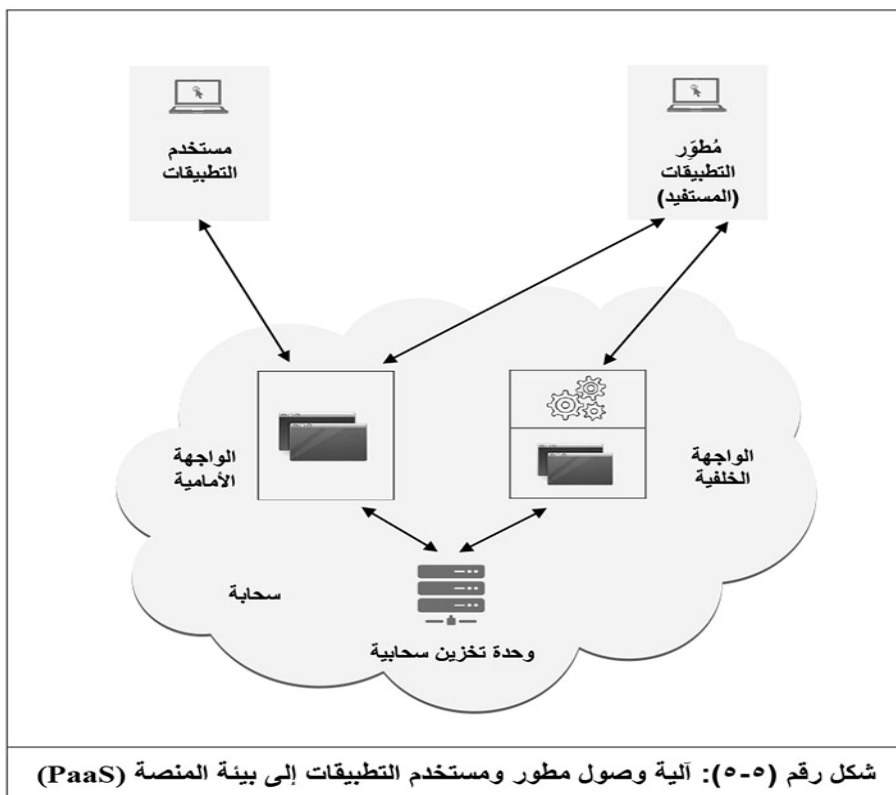 مُطوِّر
التطبيقات
(المستفيد)
مستخدم
التطبيقات
الواجهة
الخلفية
الواجهة
الأمامية
سحابة
وحدة تخزين سحابية
شكل رقم (٥-٥): آلية وصول مطور ومستخدم التطبيقات إلى بيئة المنصة (PaaS)